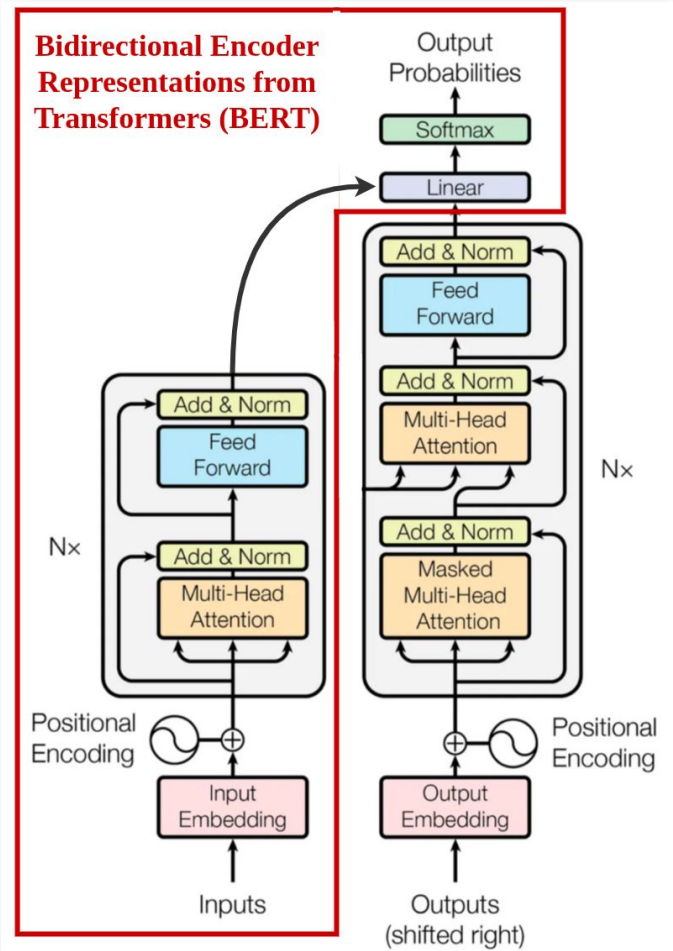 Bidirectional Encoder
Representations from
Transformers (BERT)
Output
Probabilities
Softmax
Linear
Add & Norm
Feed
Forward
Add & Norm
Multi-Head
Attention
Nx
Add & Norm
Masked
Multi-Head
Attention
Positional
Encoding
Output
Embedding
Outputs
(shifted right)
Add & Norm
Feed
Forward
Nx
Add & Norm
Multi-Head
Attention
Positional
Encoding
Input
Embedding
Inputs